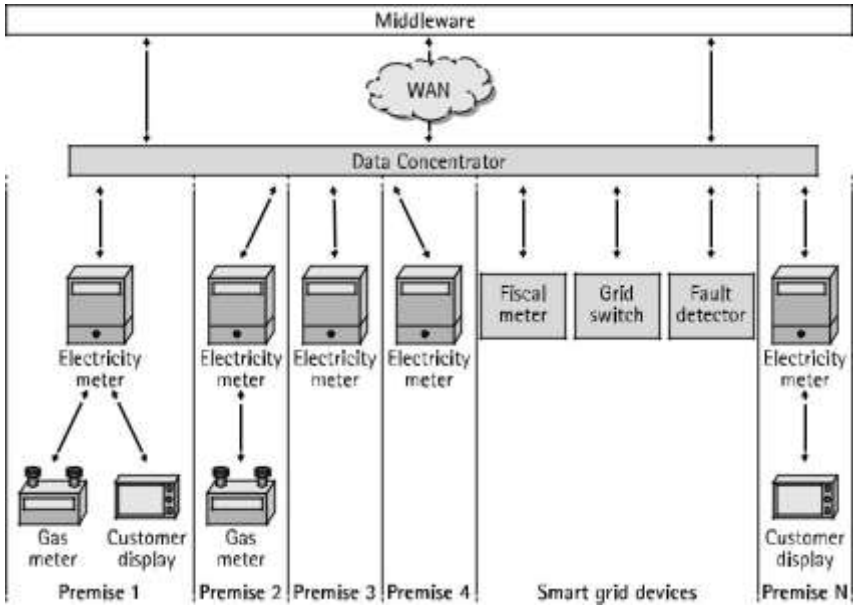 Middleware
WAN
Data Concentrator
Electricity
meter
Electricity
meter
Electricity
meter
Electricity
meter
Fiscal
meter
Grid
switch
Fault
detector
Electricity
meter
Gas
meter
Customer
display
Gas
meter
Customer
display
Premise 1
Premise 2
Premise 3
Premise 4
Smart grid devices
Premise N